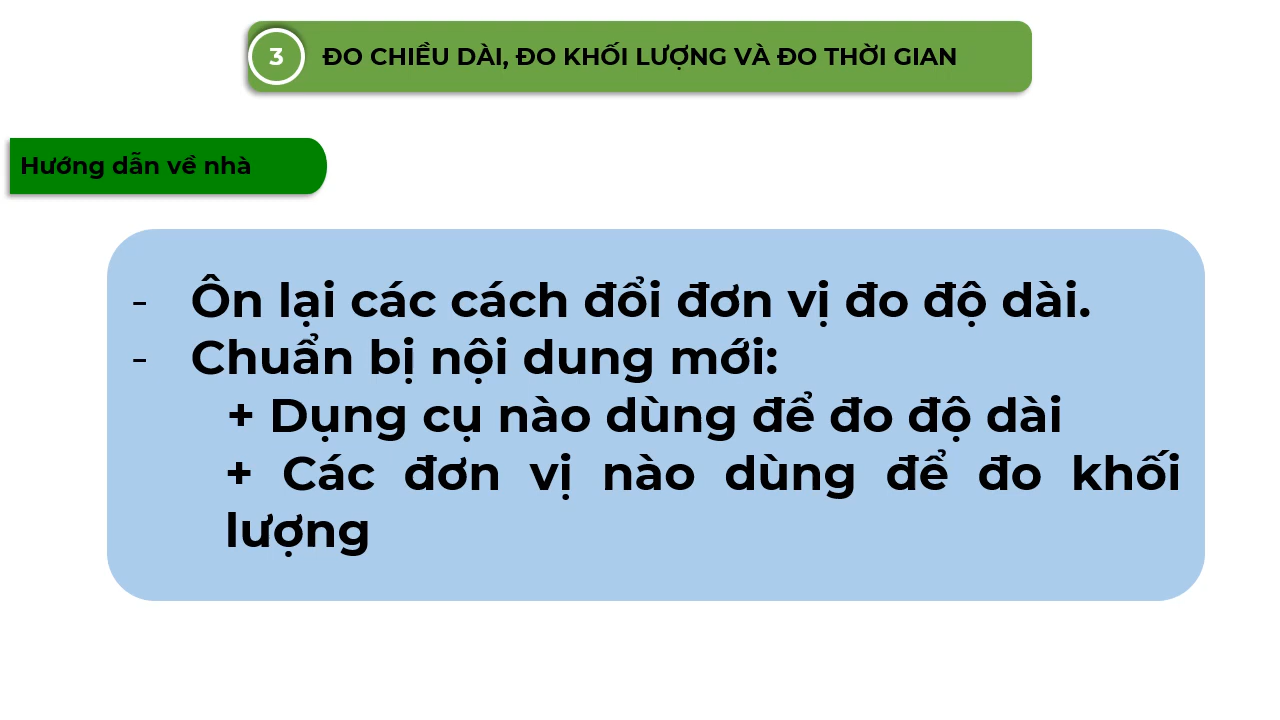 3 ĐO CHIỀU DÀI, ĐO KHỐI LƯỢNG VÀ ĐO THỜI GIAN
Hướng dẫn về nhà
- Ôn lại các cách đổi đơn vị đo độ dài.
- Chuẩn bị nội dung mới:
+ Dụng cụ nào dùng để đo độ dài
+ Các đơn vị nào dùng để đo khối
lượng